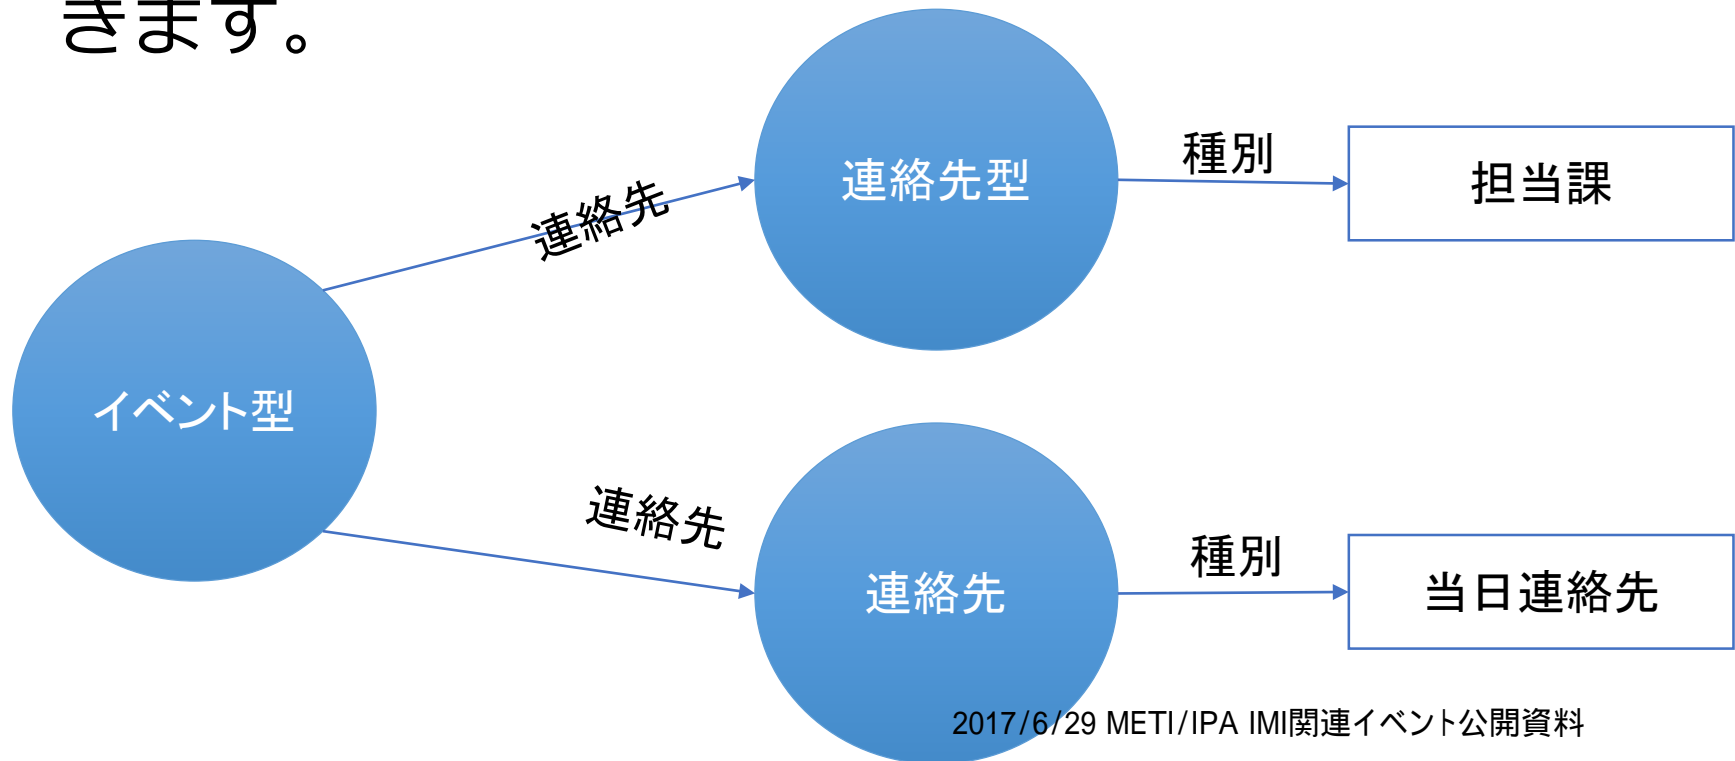 きます。
連絡先型
種別
担当課
連絡先
イベント型
連絡先
種別
連絡先
当日連絡先
2017/6/29 METI/IPA IMI関連イベント公開資料